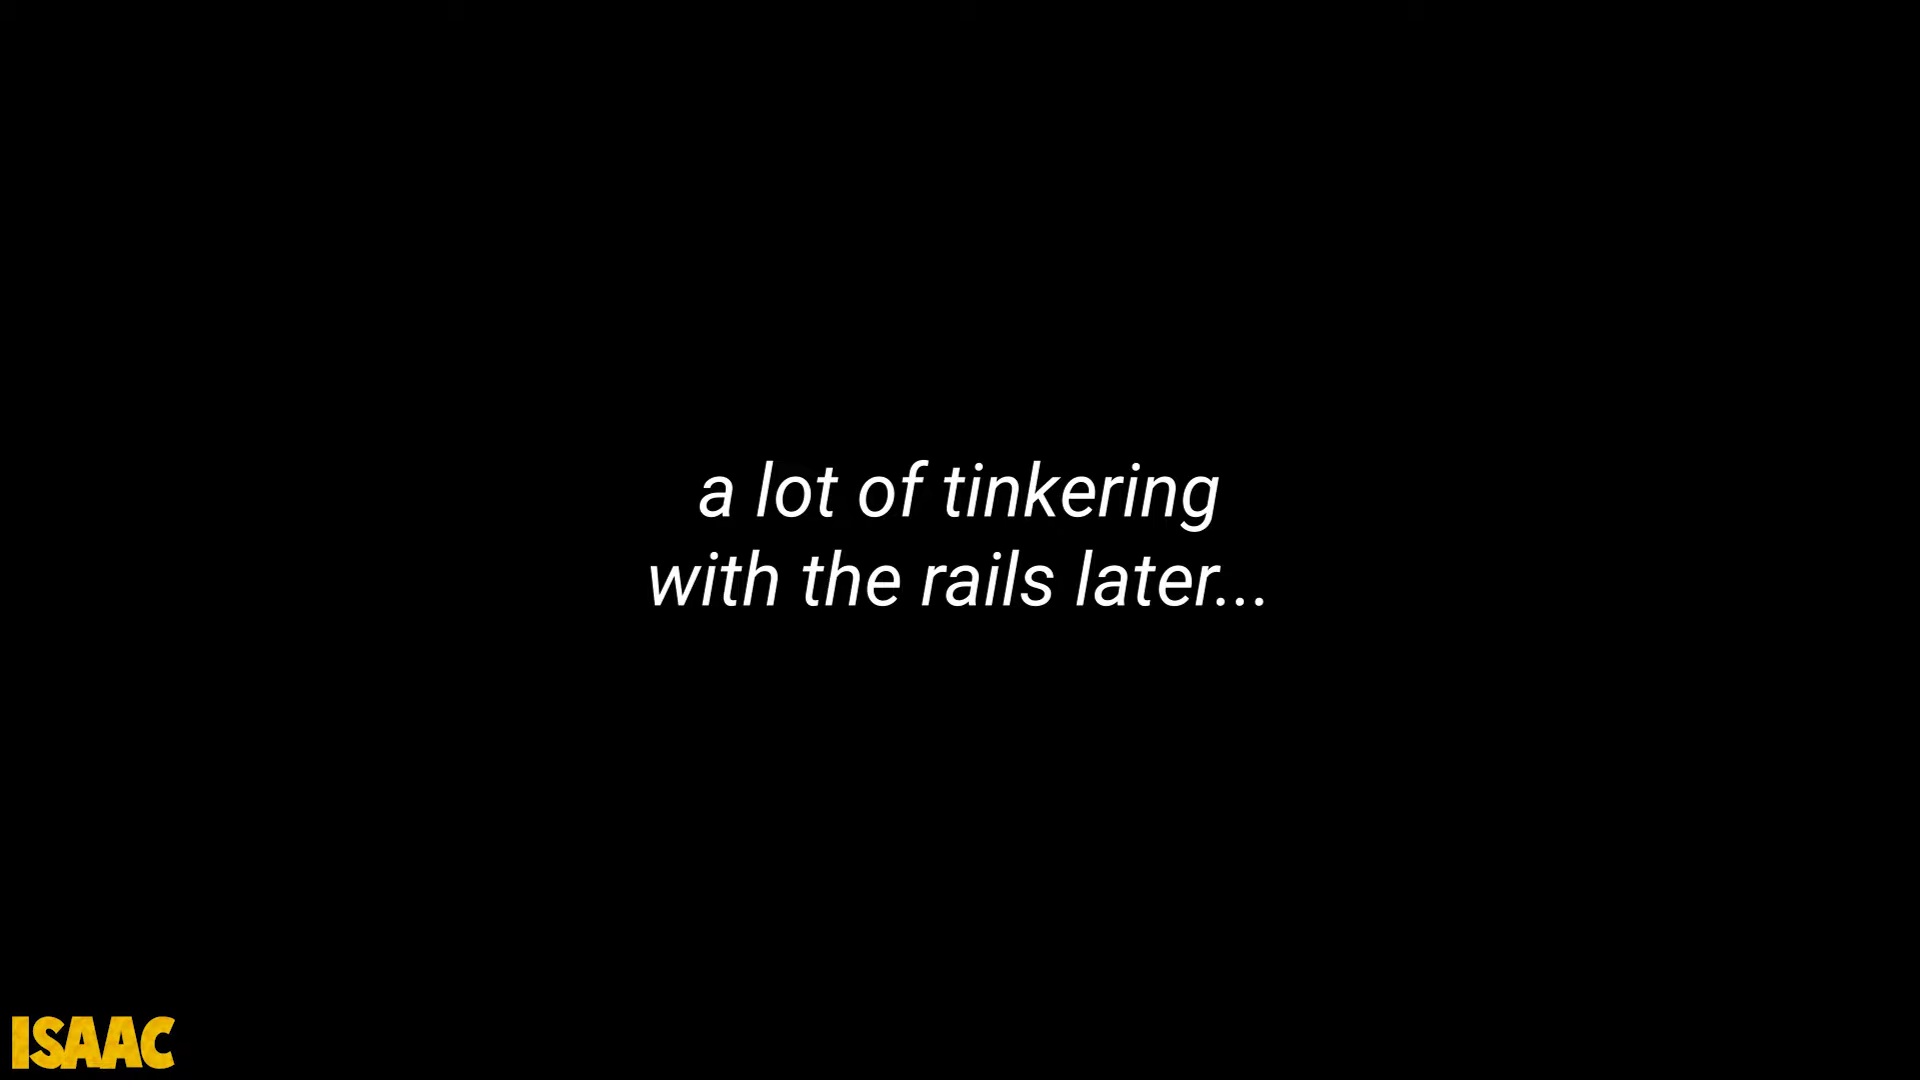 a lot of tinkering
with the rails later...
ISAAC